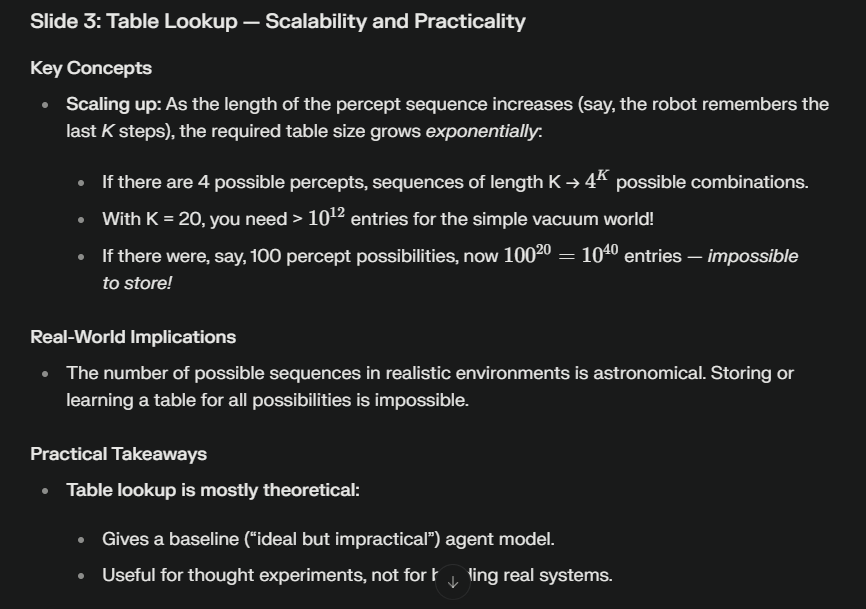 Slide 3: Table Lookup — Scalability and Practicality
Key Concepts
• Scaling up: As the length of the percept sequence increases (say, the robot remembers the
last K steps), the required table size grows exponentially:
• If there are 4 possible percepts, sequences of length K → 4^K possible combinations.
• With K = 20, you need > 10^12 entries for the simple vacuum world!
• If there were, say, 100 percept possibilities, now 100^20 = 10^40 entries — impossible
to store!
Real-World Implications
• The number of possible sequences in realistic environments is astronomical. Storing or
learning a table for all possibilities is impossible.
Practical Takeaways
• Table lookup is mostly theoretical:
• Gives a baseline (“ideal but impractical”) agent model.
• Useful for thought experiments, not for real systems.